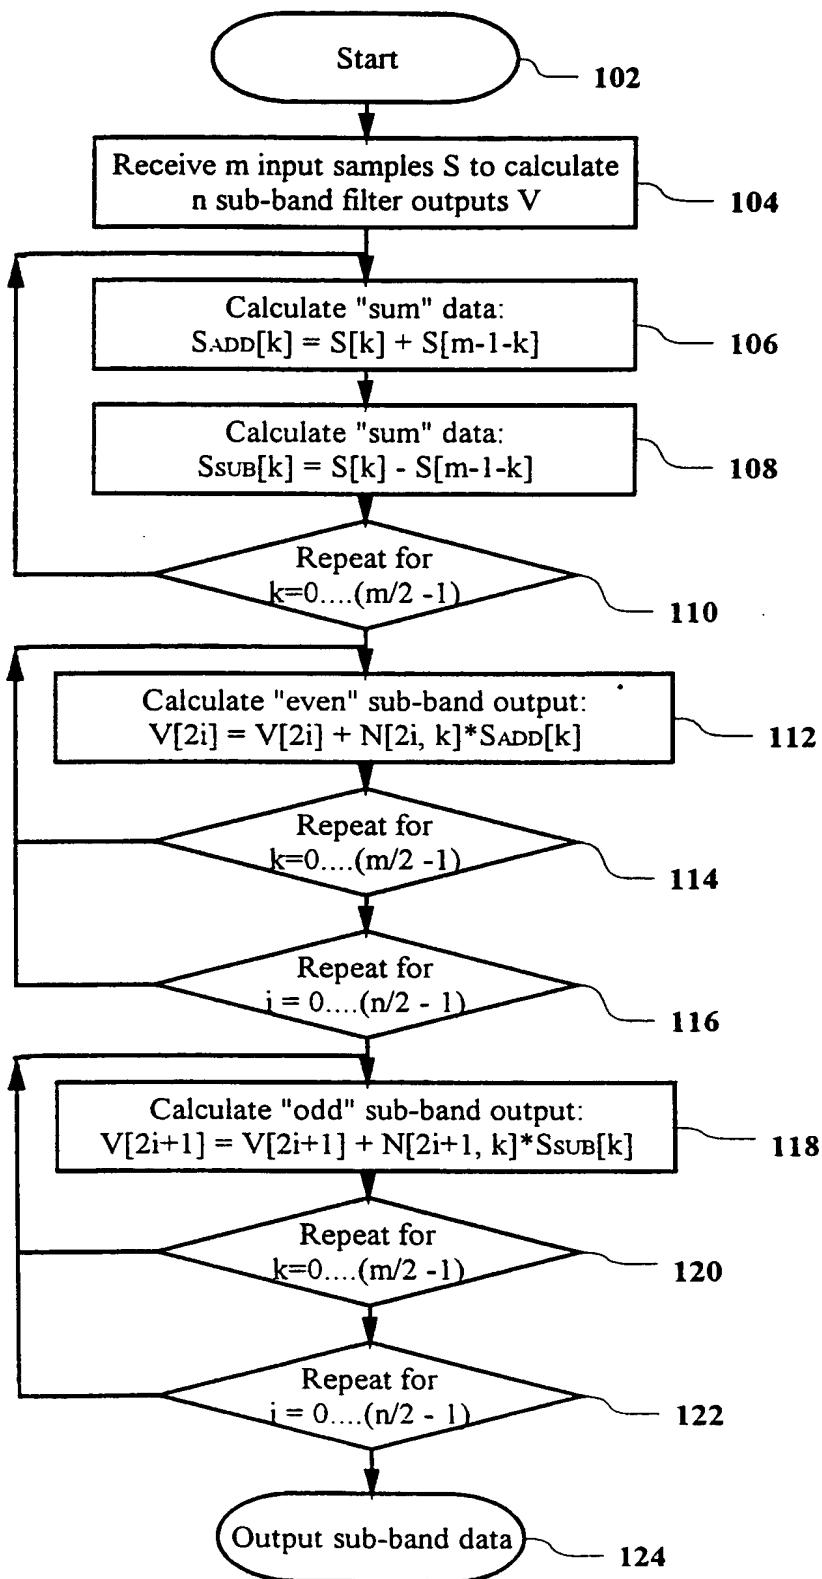 Start
102
Receive m input samples S to calculate
n sub-band filter outputs V
104
Calculate "sum" data:
SADD[k] = S[k] + S[m-1-k]
106
Calculate "sum" data:
SSUB[k] = S[k] - S[m-1-k]
108
Repeat for
k=0....(m/2 -1)
110
Calculate "even" sub-band output:
V[2i] = V[2i] + N[2i, k]*SADD[k]
112
Repeat for
k=0....(m/2 -1)
114
Repeat for
i = 0....(n/2 - 1)
116
Calculate "odd" sub-band output:
V[2i+1] = V[2i+1] + N[2i+1, k]*SSUB[k]
118
Repeat for
k=0....(m/2 -1)
120
Repeat for
i = 0....(n/2 - 1)
122
Output sub-band data
124